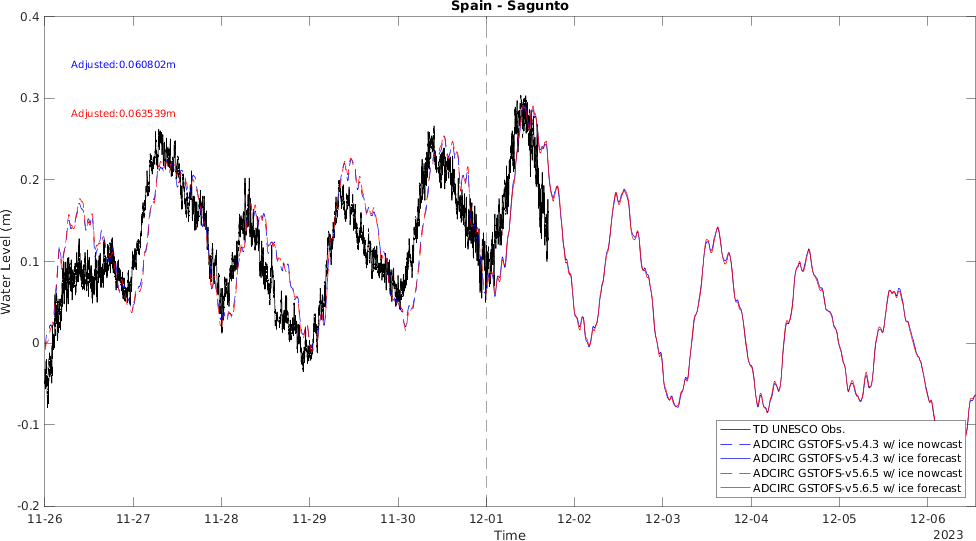 Spain - Sagunto
0.4
Adjusted:0.060802m
0.3
Adjusted:0.063539m
0.2
Water Level (m)
0.1
0
-0.1
TD UNESCO Obs.
ADCIRC GSTOFS-v5.4.3 w/ ice nowcast
ADCIRC GSTOFS-v5.4.3 w/ ice forecast
ADCIRC GSTOFS-v5.6.5 w/ ice nowcast
ADCIRC GSTOFS-v5.6.5 w/ ice forecast
-0.2
11-26 11-27 11-28 11-29 11-30 12-01 12-02 12-03 12-04 12-05 12-06
Time
2023